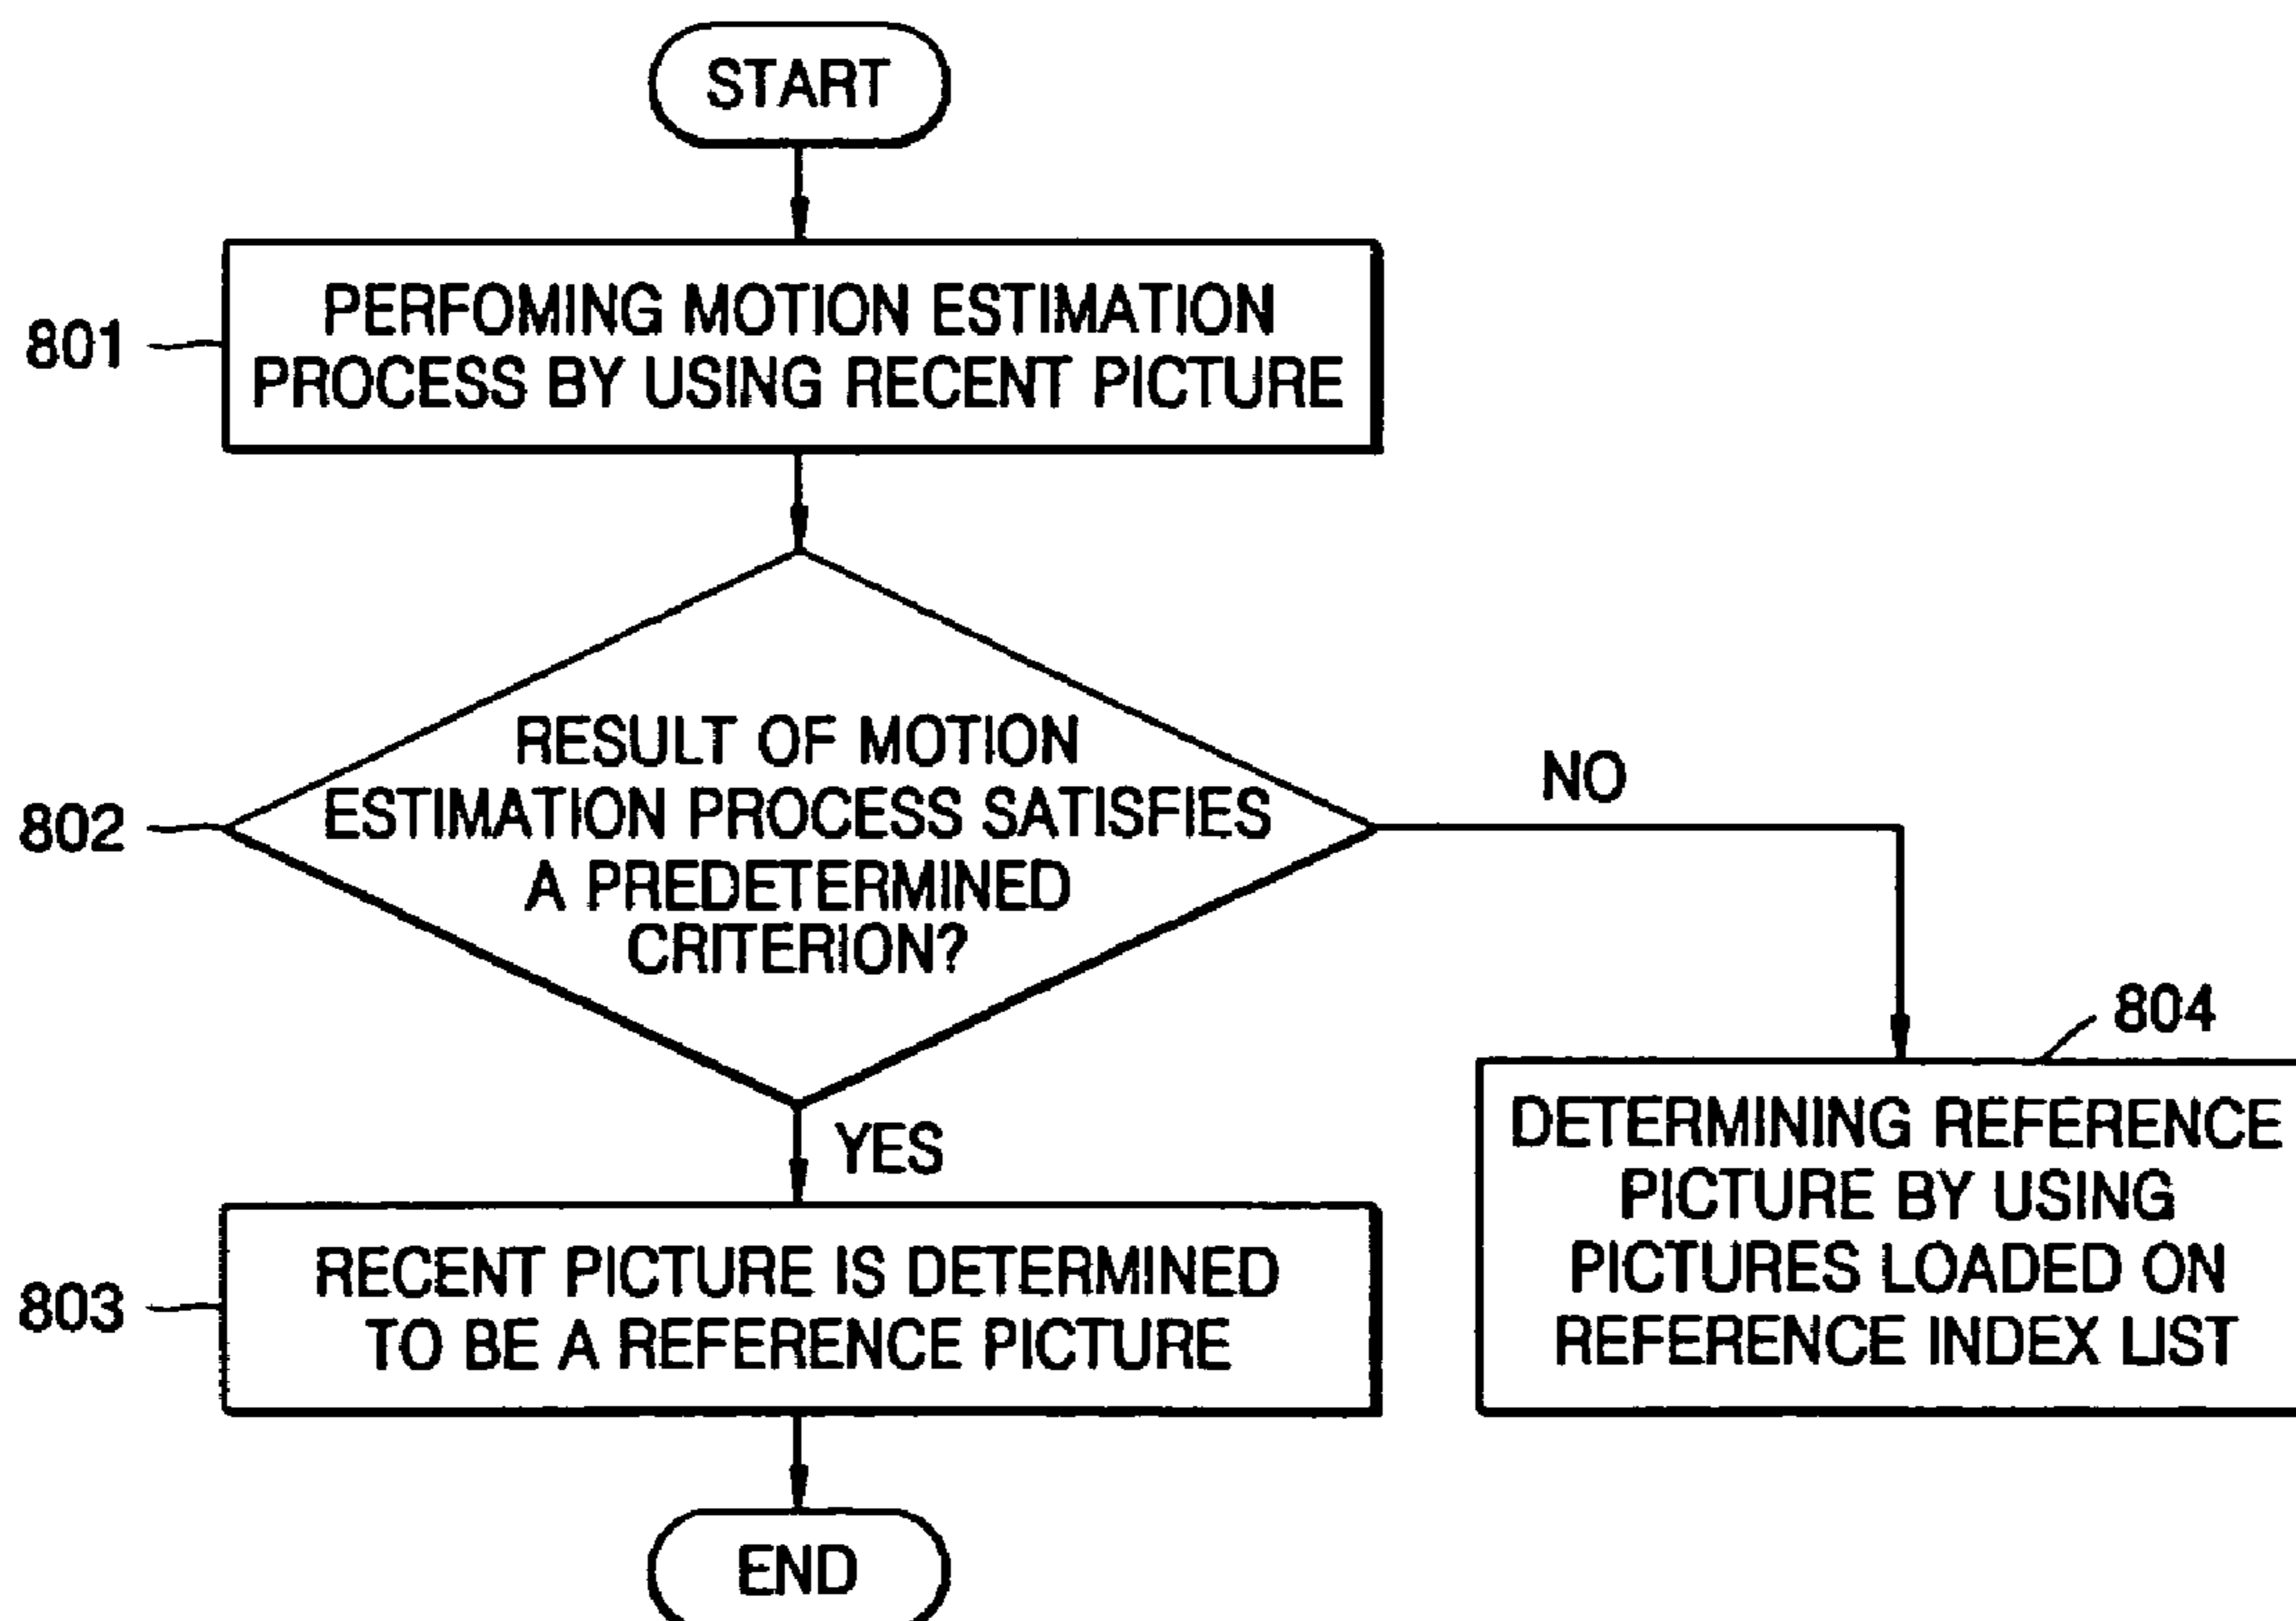 START
801
PERFOMING MOTION ESTIMATION
PROCESS BY USING RECENT PICTURE
802
RESULT OF MOTION
ESTIMATION PROCESS SATISFIES
A PREDETERMINED
CRITERION?
NO
YES
803
RECENT PICTURE IS DETERMINED
TO BE A REFERENCE PICTURE
804
DETERMINING REFERENCE
PICTURE BY USING
PICTURES LOADED ON
REFERENCE INDEX LIST
END